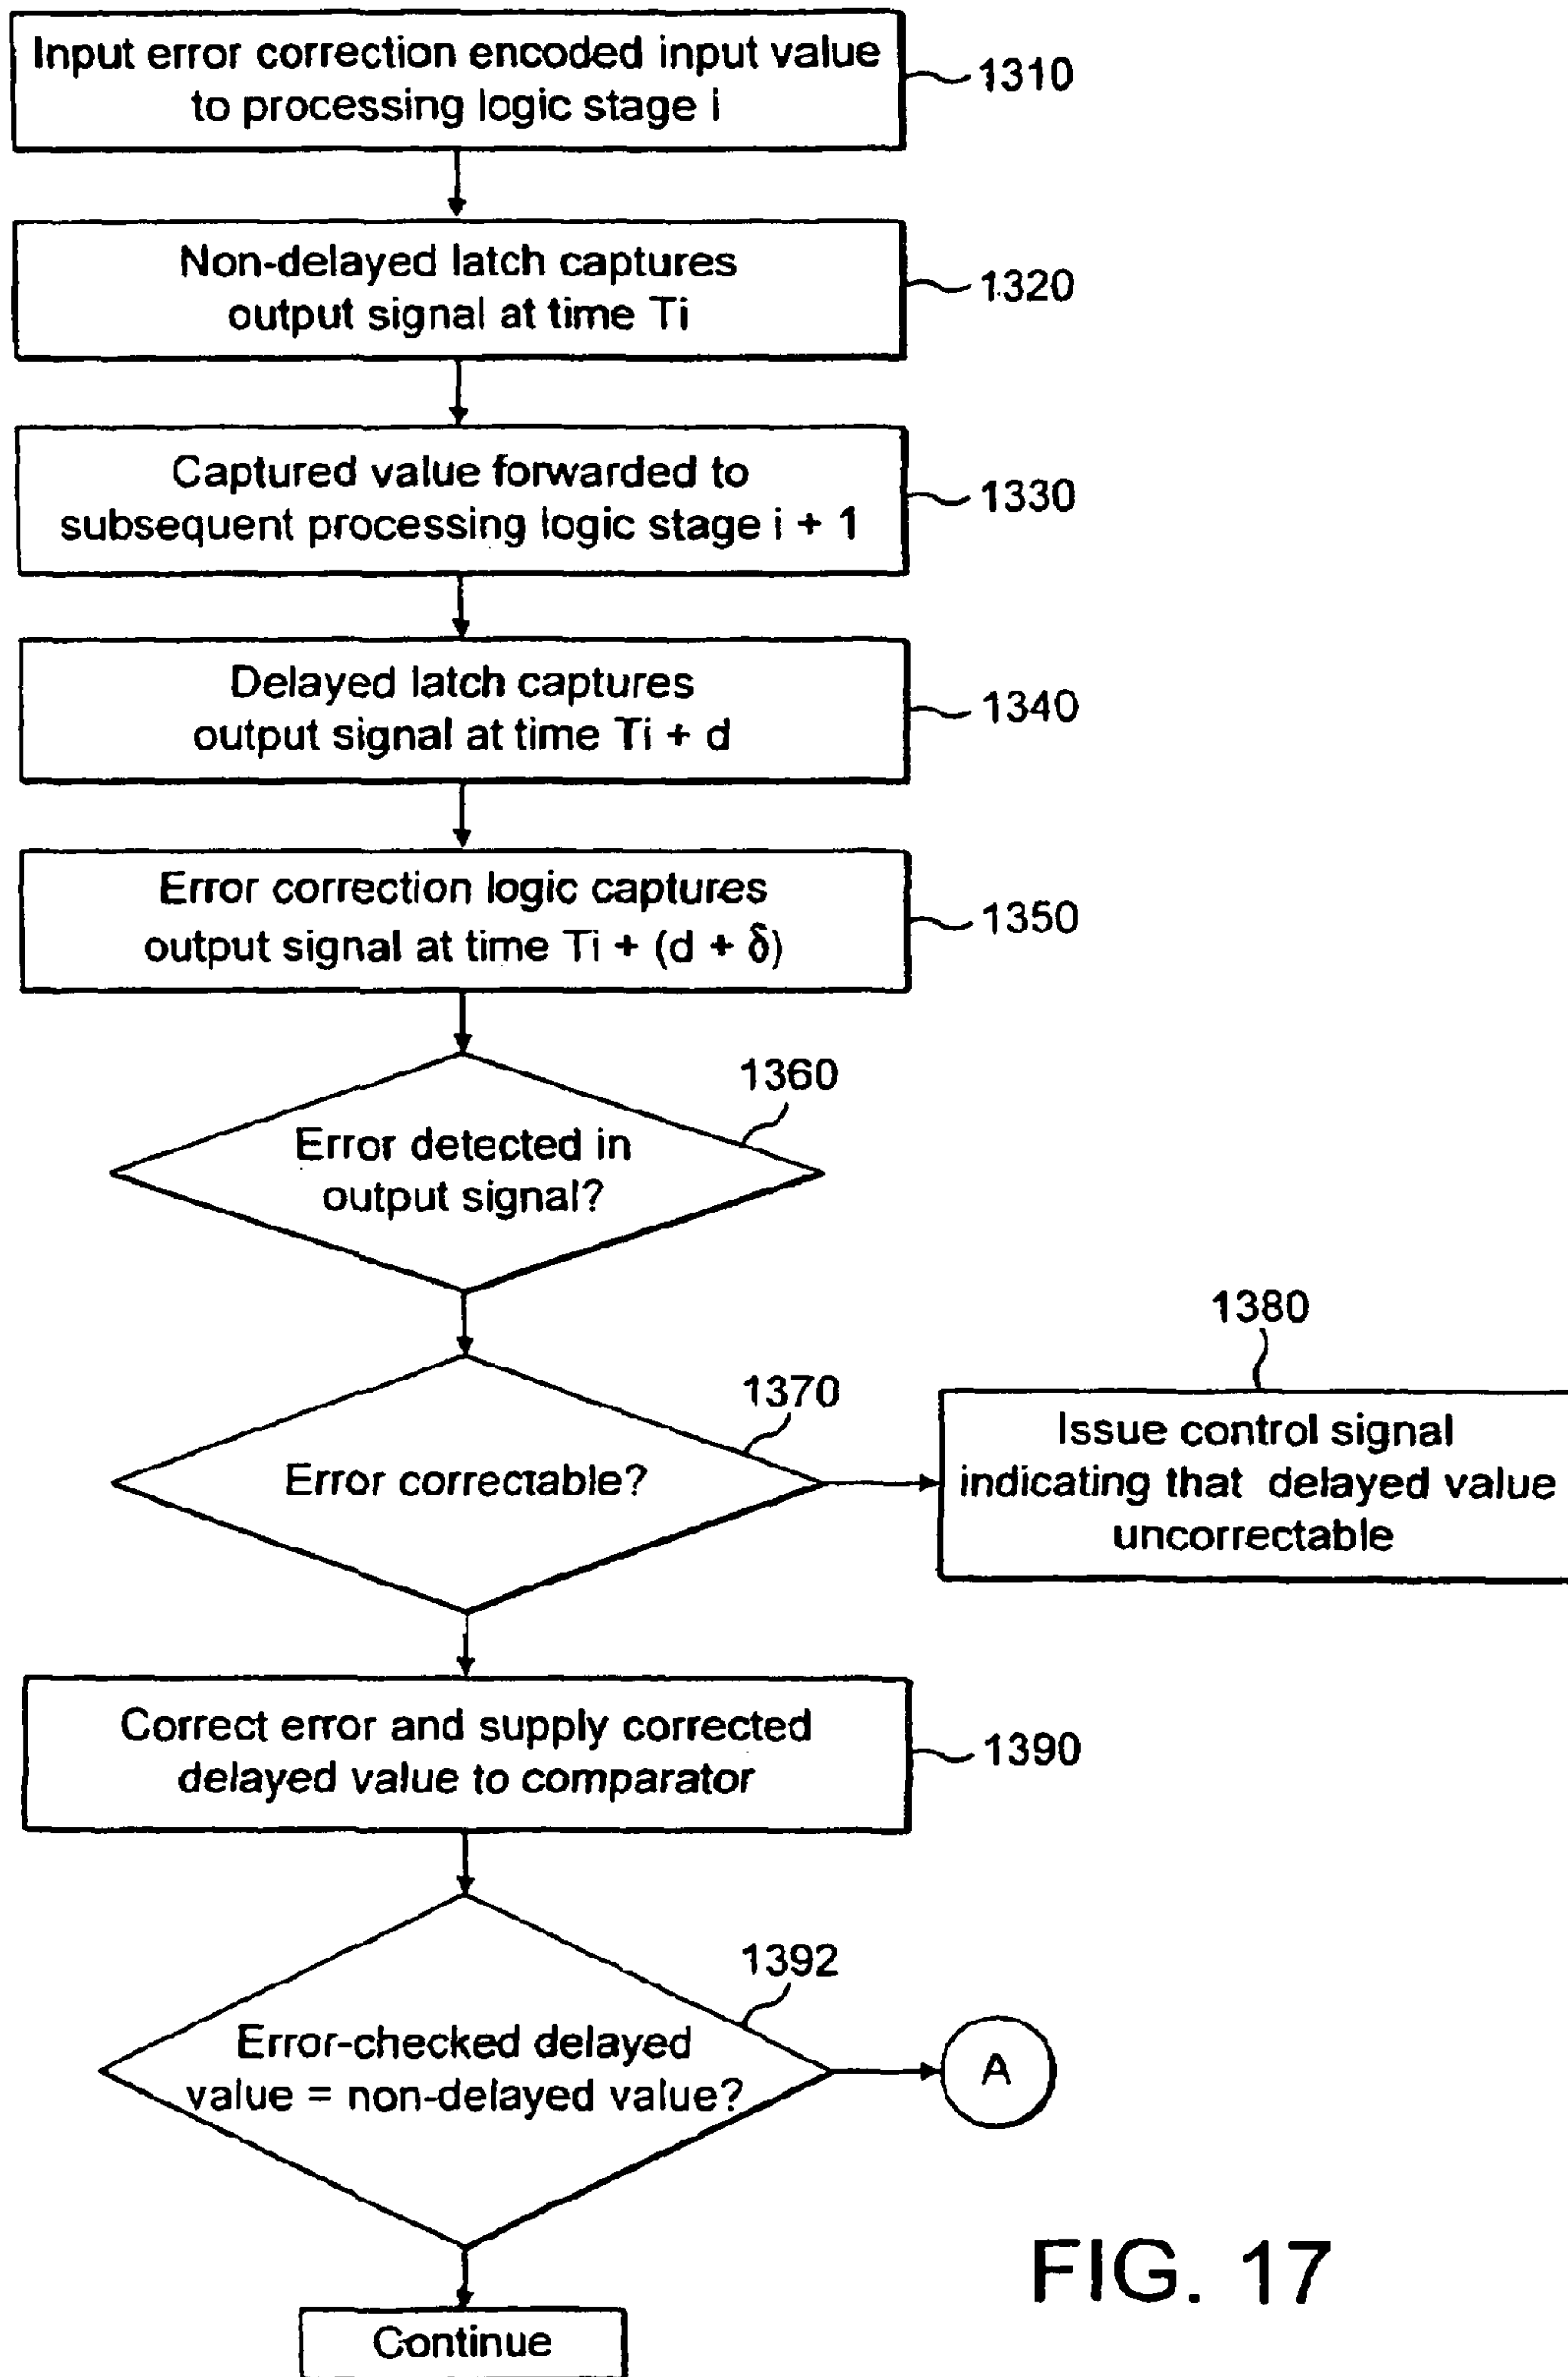 Input error correction encoded input value
to processing logic stage i
1310
Non-delayed latch captures
output signal at time Ti
1320
Captured value forwarded to
subsequent processing logic stage i + 1
1330
Delayed latch captures
output signal at time Ti + d
1340
Error correction logic captures
output signal at time Ti + (d + δ)
1350
1360
Error detected in
output signal?
1370
Error correctable?
1380
Issue control signal
indicating that delayed value
uncorrectable
Correct error and supply corrected
delayed value to comparator
1390
1392
Error-checked delayed
value = non-delayed value?
A
Continue
FIG. 17